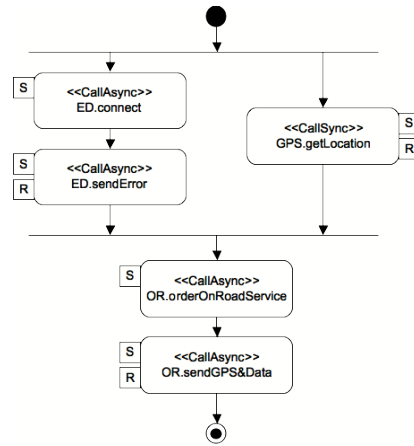 S
<<CallAsync>>
ED.connect
<<CallSync>>
GPS.getLocation
S
R
S
R
<<CallAsync>>
ED.sendError
S
<<CallAsync>>
OR.orderOnRoadService
S
R
<<CallAsync>>
OR.sendGPS&Data